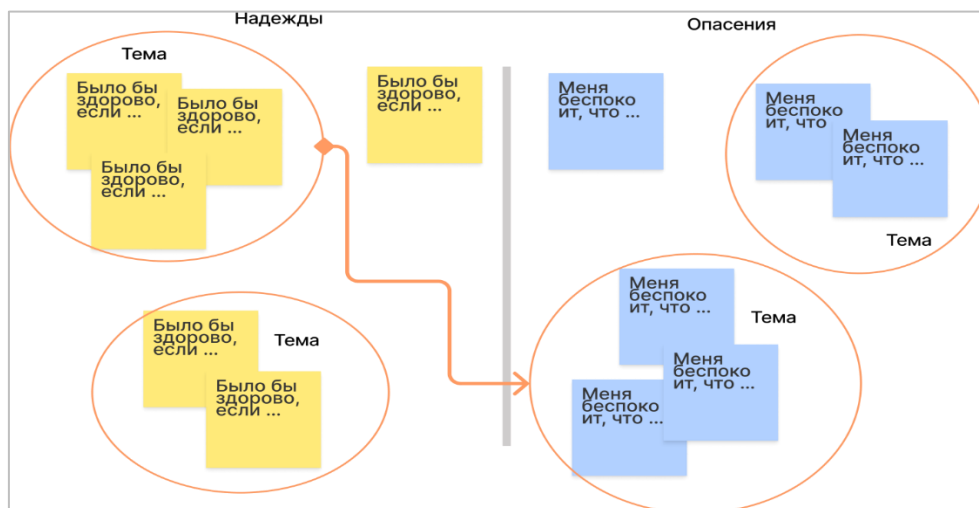 Надежды
Опасения
Тема
Было бы
здорово,
если ...
Было бы
здорово,
если ...
Было бы
здорово,
если ...
Было бы
здорово,
если ...
Меня
беспоко
ит, что ...
Меня
беспоко
ит, что
Меня
беспоко
ит, что ...
Тема
Было бы
здорово,
если ...
Тема
Было бы
здорово,
если ...
Меня
беспоко
ит, что ...
Тема
Меня
беспоко
ит, что ...
Меня
беспоко
ит, что ...